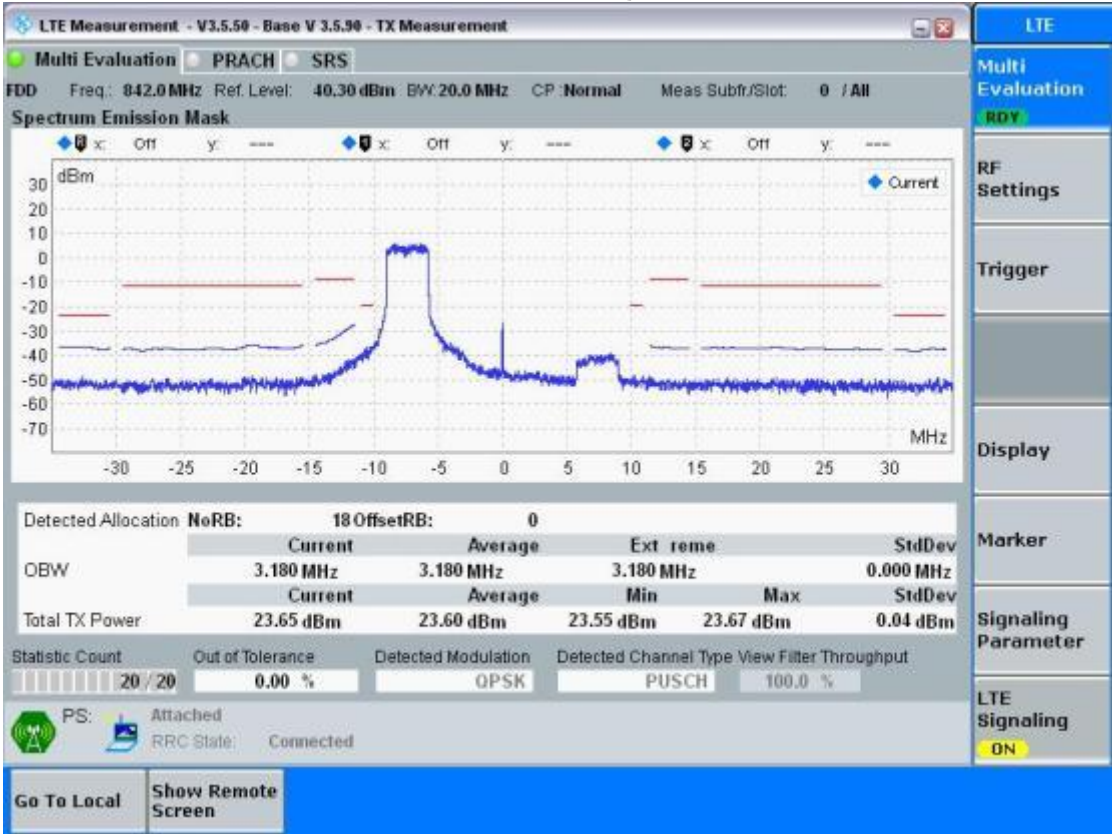 LTE Measurement - V3.5.50 - Base V 3.5.90 - TX Measurement
LTE
Multi Evaluation PRACH SRS
Multi Evaluation
RDY
FDD Freq.: 842.0 MHz Ref. Level: 40.30 dBm BW: 20.0 MHz CP :Normal Meas Subfr./Slot: 0 / All
Spectrum Emission Mask
x: Off y: --- x: Off y: --- x: Off y: ---
dBm
Current
30
20
10
0
-10
-20
-30
-40
-50
-60
-70
MHz
-30 -25 -20 -15 -10 -5 0 5 10 15 20 25 30
RF
Settings
Trigger
Display
Marker
Signaling
Parameter
LTE
Signaling
ON
Detected Allocation NoRB: 18 OffsetRB: 0
Current Average Ext reme StdDev
OBW 3.180 MHz 3.180 MHz 3.180 MHz 0.000 MHz
Current Average Min Max StdDev
Total TX Power 23.65 dBm 23.60 dBm 23.55 dBm 23.67 dBm 0.04 dBm
Statistic Count Out of Tolerance Detected Modulation Detected Channel Type View Filter Throughput
20 / 20 0.00 % QPSK PUSCH 100.0 %
PS: Attached
RRC State: Connected
Go To Local
Show Remote
Screen